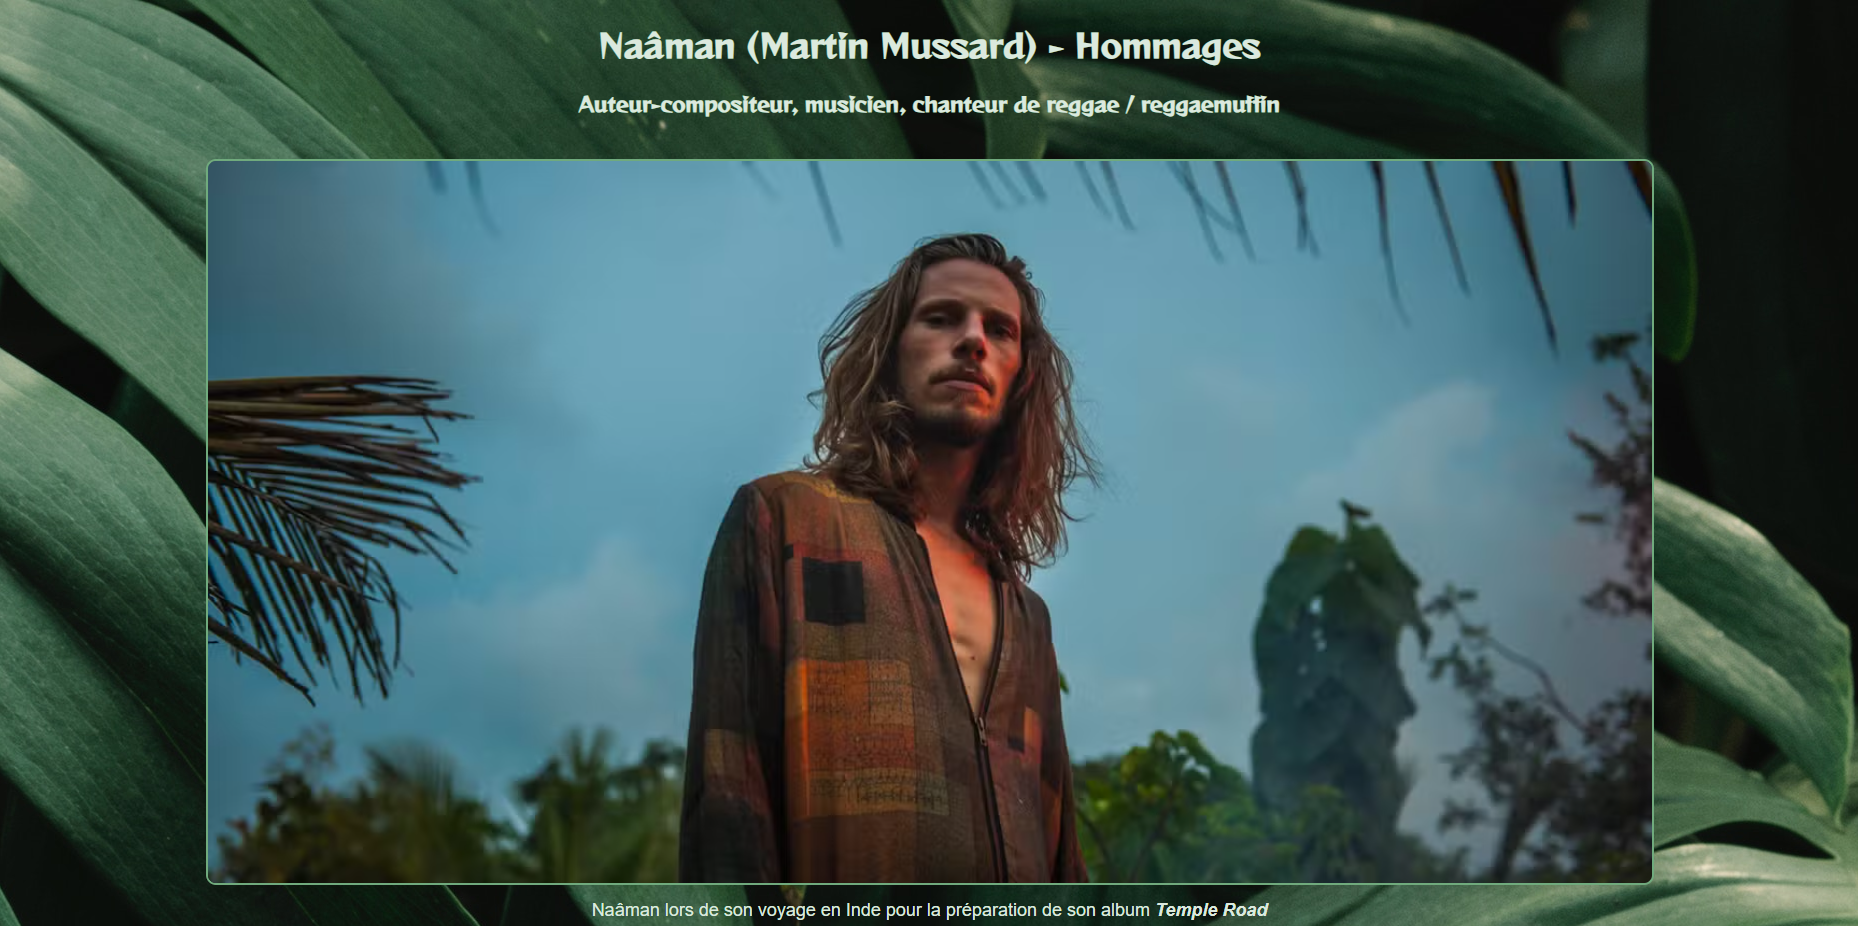 Naâman (Martin Mussard) - Hommages
Auteur-compositeur, musicien, chanteur de reggae / reggaemuffin
Naâman lors de son voyage en Inde pour la préparation de son album Temple Road